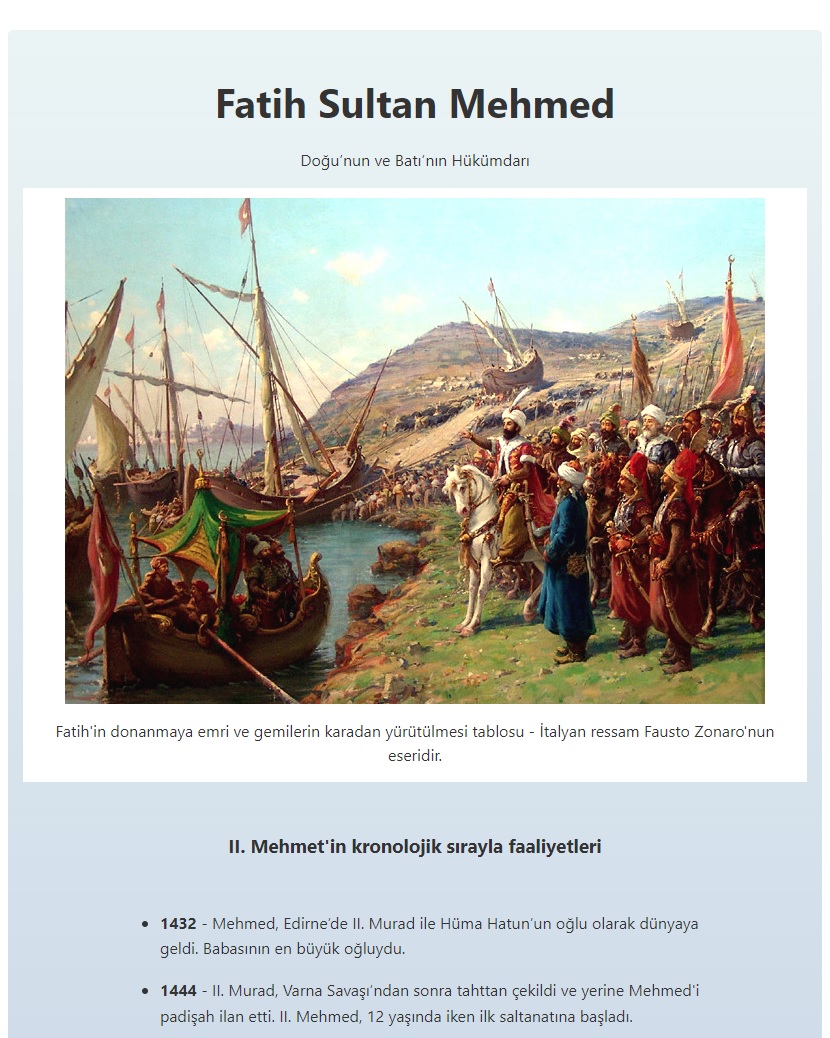 Fatih Sultan Mehmed
Doğu’nun ve Batı’nın Hükümdarı
Fatih'in donanmaya emri ve gemilerin karadan yürütülmesi tablosu - İtalyan ressam Fausto Zonaro'nun
eseridir.
II. Mehmet'in kronolojik sırayla faaliyetleri
1432 - Mehmed, Edirne’de II. Murad ile Hüma Hatun’un oğlu olarak dünyaya
geldi. Babasının en büyük oğluydu.
1444 - II. Murad, Varna Savaşı’ndan sonra tahttan çekildi ve yerine Mehmed'i
padişah ilan etti. II. Mehmed, 12 yaşında iken ilk saltanatına başladı.